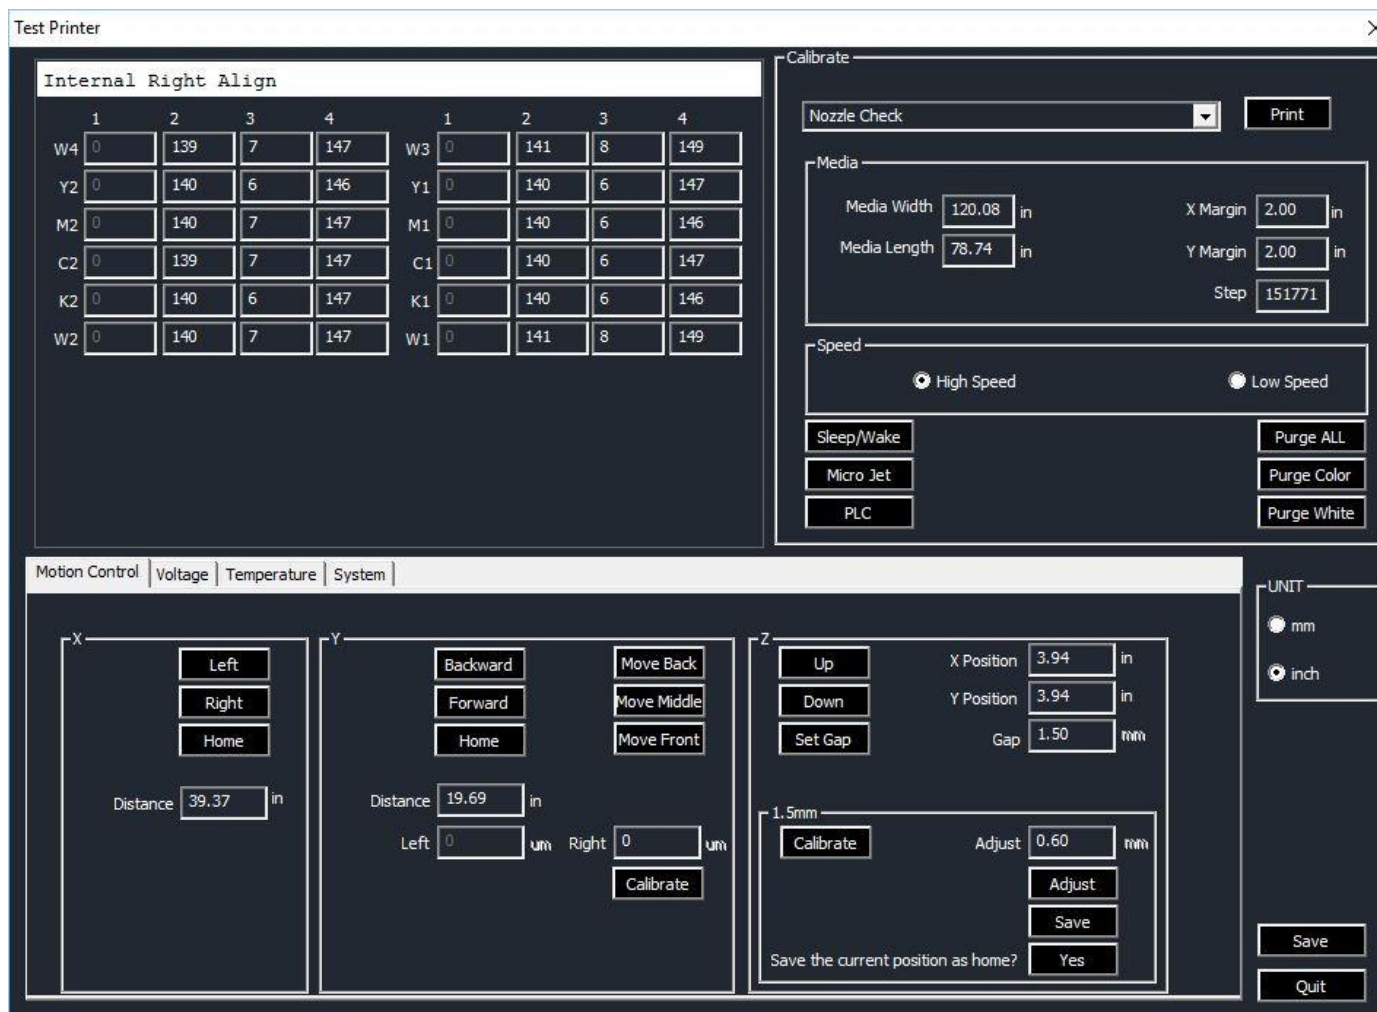 Test Printer
Internal Right Align
1 2 3 4 1 2 3 4
W4 0 139 7 147 W3 0 141 8 149
Y2 0 140 6 146 Y1 0 140 6 147
M2 0 140 7 147 M1 0 140 6 146
C2 0 139 7 147 C1 0 140 6 147
K2 0 140 6 147 K1 0 140 6 146
W2 0 140 7 147 W1 0 141 8 149
Calibrate
Nozzle Check Print
Media
Media Width 120.08 in X Margin 2.00 in
Media Length 78.74 in Y Margin 2.00 in
Step 151771
Speed
High Speed Low Speed
Sleep/Wake Purge ALL
Micro Jet Purge Color
PLC Purge White
Motion Control Voltage Temperature System
X
Left
Right
Home
Distance 39.37 in
Y
Backward Move Back
Forward Move Middle
Home Move Front
Distance 19.69 in
Left 0 um Right 0 um
Calibrate
Z
Up X Position 3.94 in
Down Y Position 3.94 in
Set Gap Gap 1.50 mm
1.5mm
Calibrate Adjust 0.60 mm
Adjust
Save
Save the current position as home? Yes
UNIT
mm
inch
Save
Quit